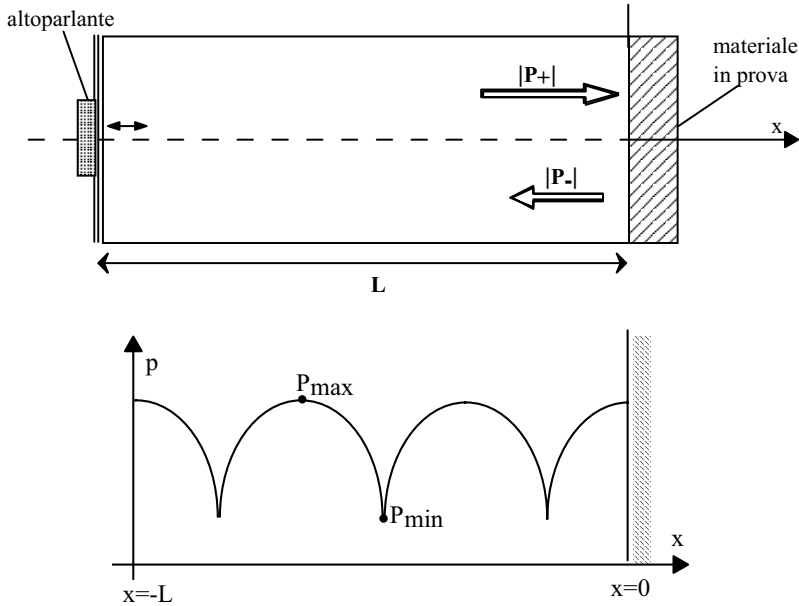 altoparlante
|P+|
materiale
in prova
x
|P-|
L
p
Pmax
Pmin
x
x=-L
x=0